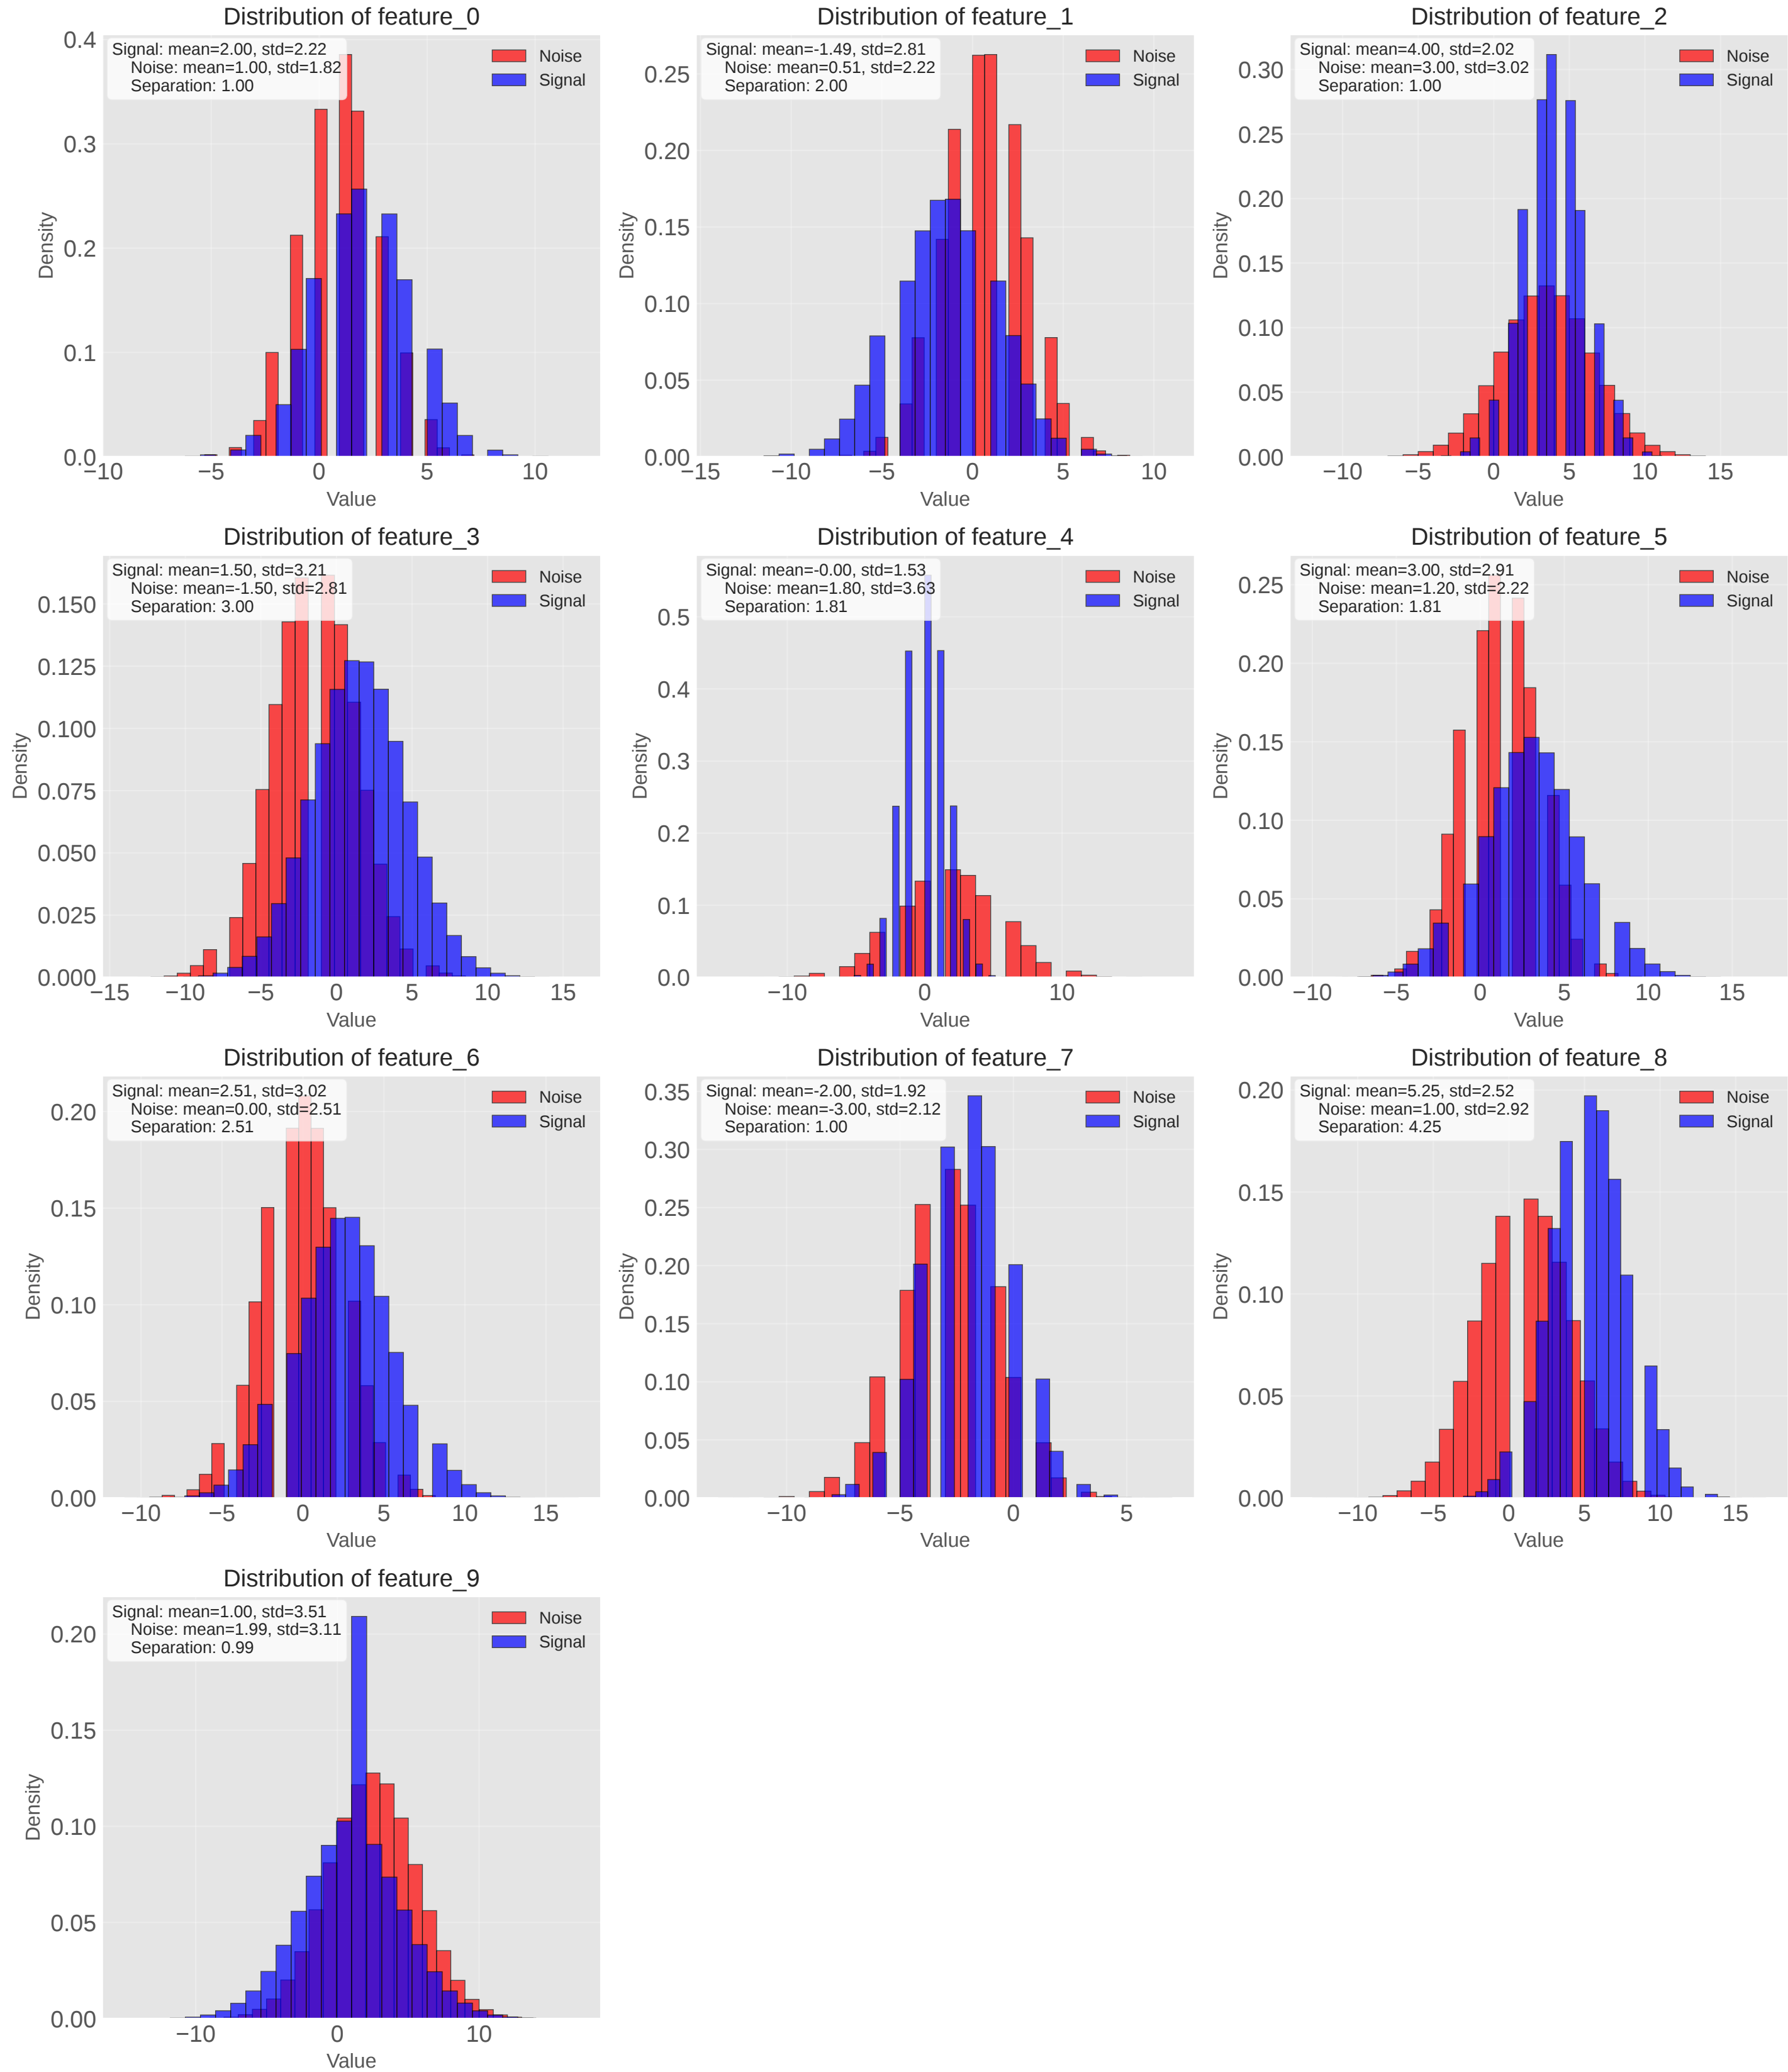 Distribution of feature_0
Signal: mean=2.00, std=2.22
Noise: mean=1.00, std=1.82
Separation: 1.00
Noise
Signal
0.4
0.3
0.2
0.1
0.0
Density
−10 −5 0 5 10
Value
Distribution of feature_1
Signal: mean=-1.49, std=2.81
Noise: mean=0.51, std=2.22
Separation: 2.00
Noise
Signal
0.25
0.20
0.15
0.10
0.05
0.00
Density
−15 −10 −5 0 5 10
Value
Distribution of feature_2
Signal: mean=4.00, std=2.02
Noise: mean=3.00, std=3.02
Separation: 1.00
Noise
Signal
0.30
0.25
0.20
0.15
0.10
0.05
0.00
Density
−10 −5 0 5 10 15
Value
Distribution of feature_3
Signal: mean=1.50, std=3.21
Noise: mean=-1.50, std=2.81
Separation: 3.00
Noise
Signal
0.150
0.125
0.100
0.075
0.050
0.025
0.000
Density
−15 −10 −5 0 5 10 15
Value
Distribution of feature_4
Signal: mean=-0.00, std=1.53
Noise: mean=1.80, std=3.63
Separation: 1.81
Noise
Signal
0.5
0.4
0.3
0.2
0.1
0.0
Density
−10 0 10
Value
Distribution of feature_5
Signal: mean=3.00, std=2.91
Noise: mean=1.20, std=2.22
Separation: 1.81
Noise
Signal
0.25
0.20
0.15
0.10
0.05
0.00
Density
−10 −5 0 5 10 15
Value
Distribution of feature_6
Signal: mean=2.51, std=3.02
Noise: mean=0.00, std=2.51
Separation: 2.51
Noise
Signal
0.20
0.15
0.10
0.05
0.00
Density
−10 −5 0 5 10 15
Value
Distribution of feature_7
Signal: mean=-2.00, std=1.92
Noise: mean=-3.00, std=2.12
Separation: 1.00
Noise
Signal
0.35
0.30
0.25
0.20
0.15
0.10
0.05
0.00
Density
−10 −5 0 5
Value
Distribution of feature_8
Signal: mean=5.25, std=2.52
Noise: mean=1.00, std=2.92
Separation: 4.25
Noise
Signal
0.20
0.15
0.10
0.05
0.00
Density
−10 −5 0 5 10 15
Value
Distribution of feature_9
Signal: mean=1.00, std=3.51
Noise: mean=1.99, std=3.11
Separation: 0.99
Noise
Signal
0.20
0.15
0.10
0.05
0.00
Density
−10 0 10
Value